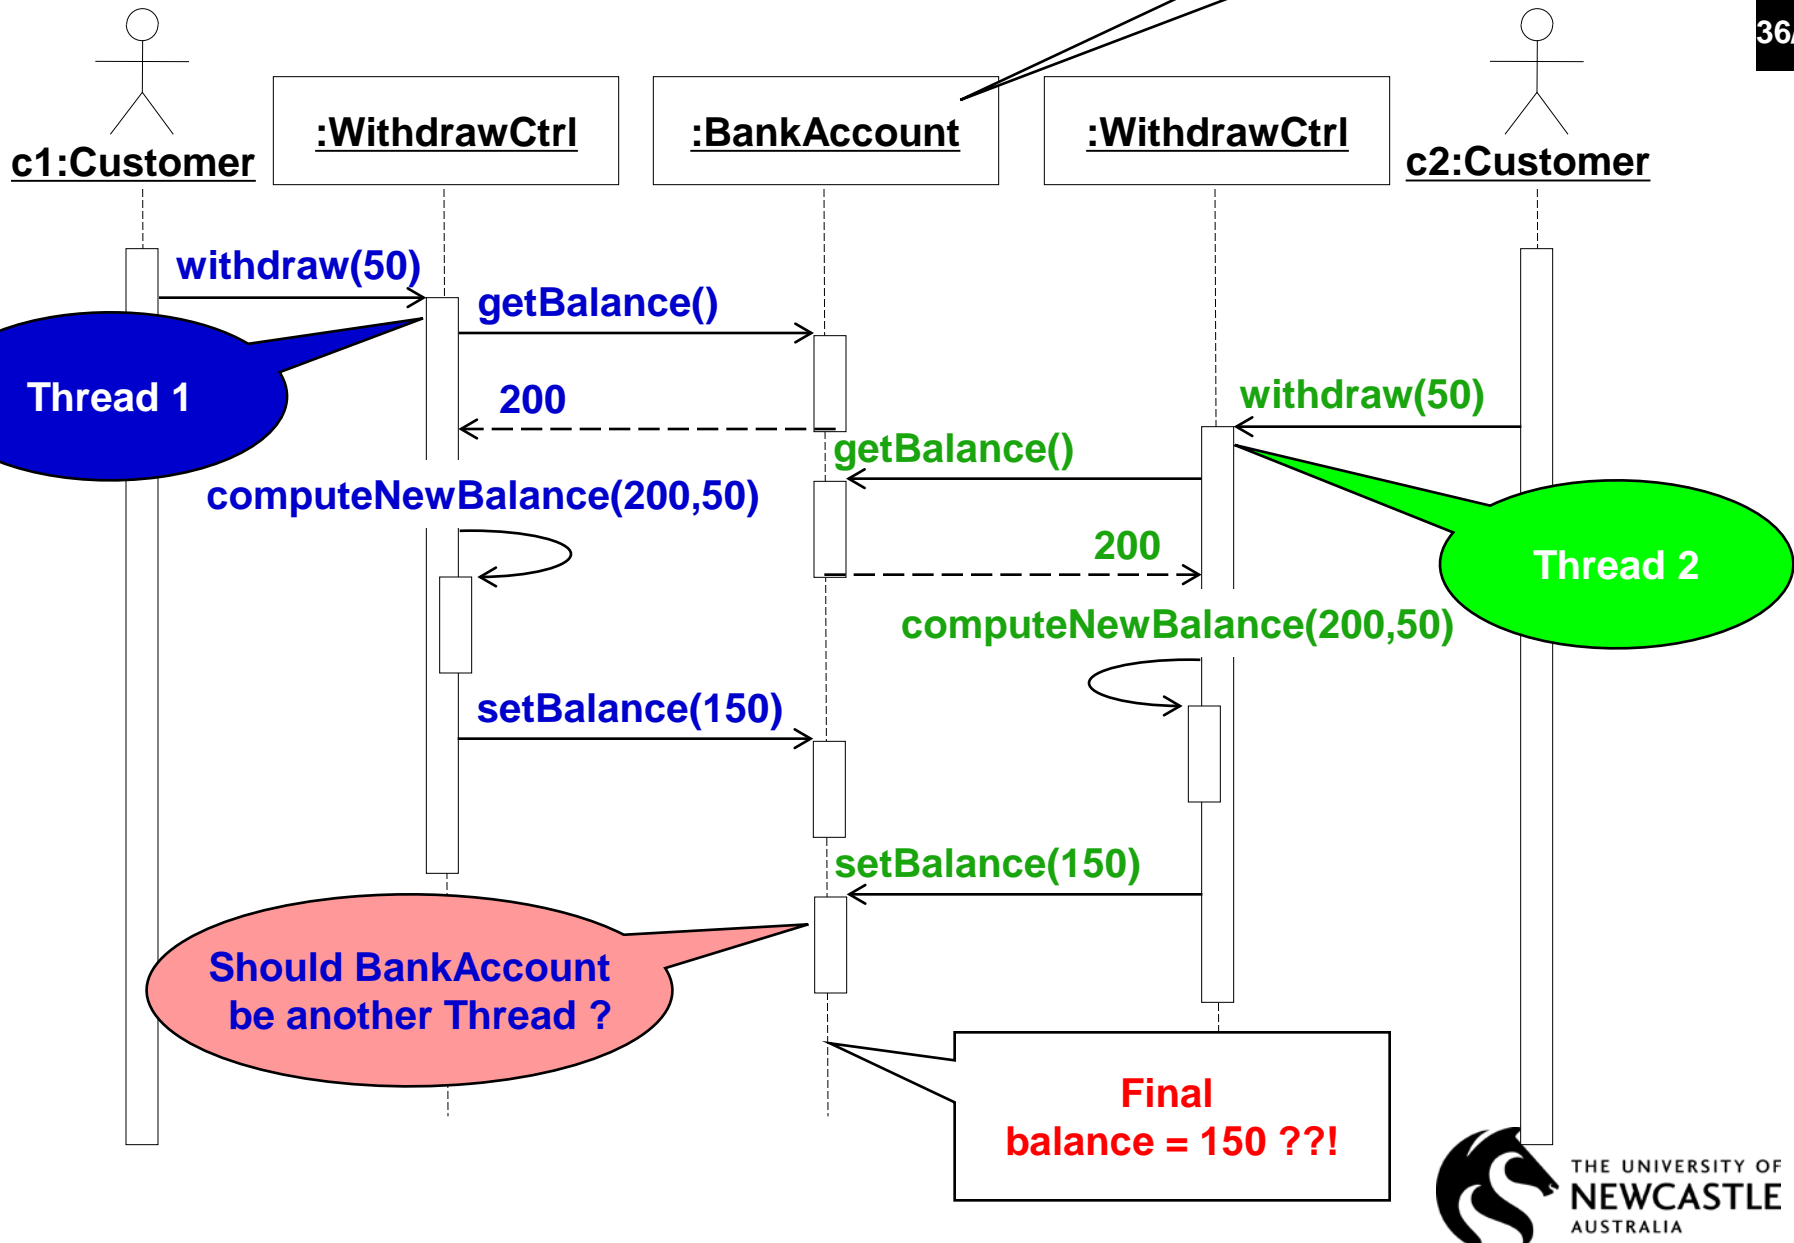 36/
c1:Customer
:WithdrawCtrl
:BankAccount
:WithdrawCtrl
c2:Customer
withdraw(50)
getBalance()
Thread 1
200
withdraw(50)
getBalance()
computeNewBalance(200,50)
200
Thread 2
computeNewBalance(200,50)
setBalance(150)
setBalance(150)
Should BankAccount
be another Thread ?
Final
balance = 150 ??!
THE UNIVERSITY OF
NEWCASTLE
AUSTRALIA